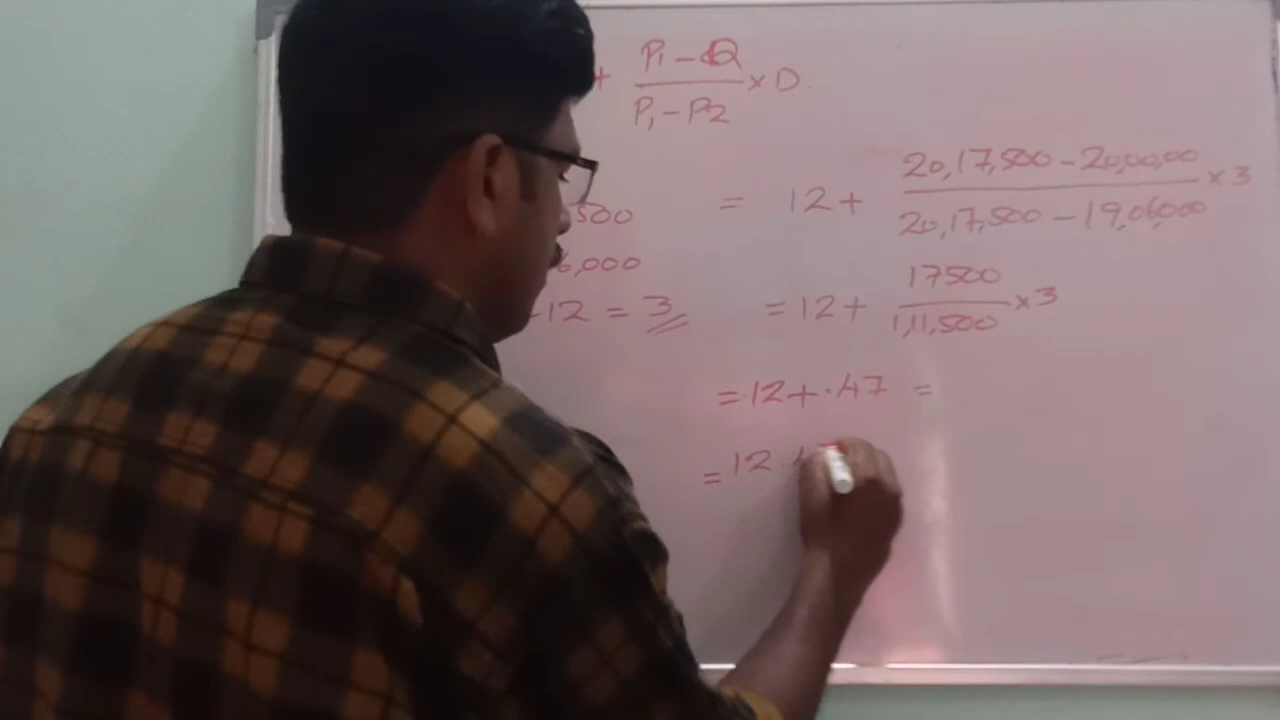 + P1 - Q / P1 - P2 × D
= 12 + 20,17,500 - 20,00,00 / 20,17,500 - 19,06,000 × 3
500
6,000
12 = 3
= 12 + 17500 / 1,11,500 × 3
= 12 + .47 =
= 12